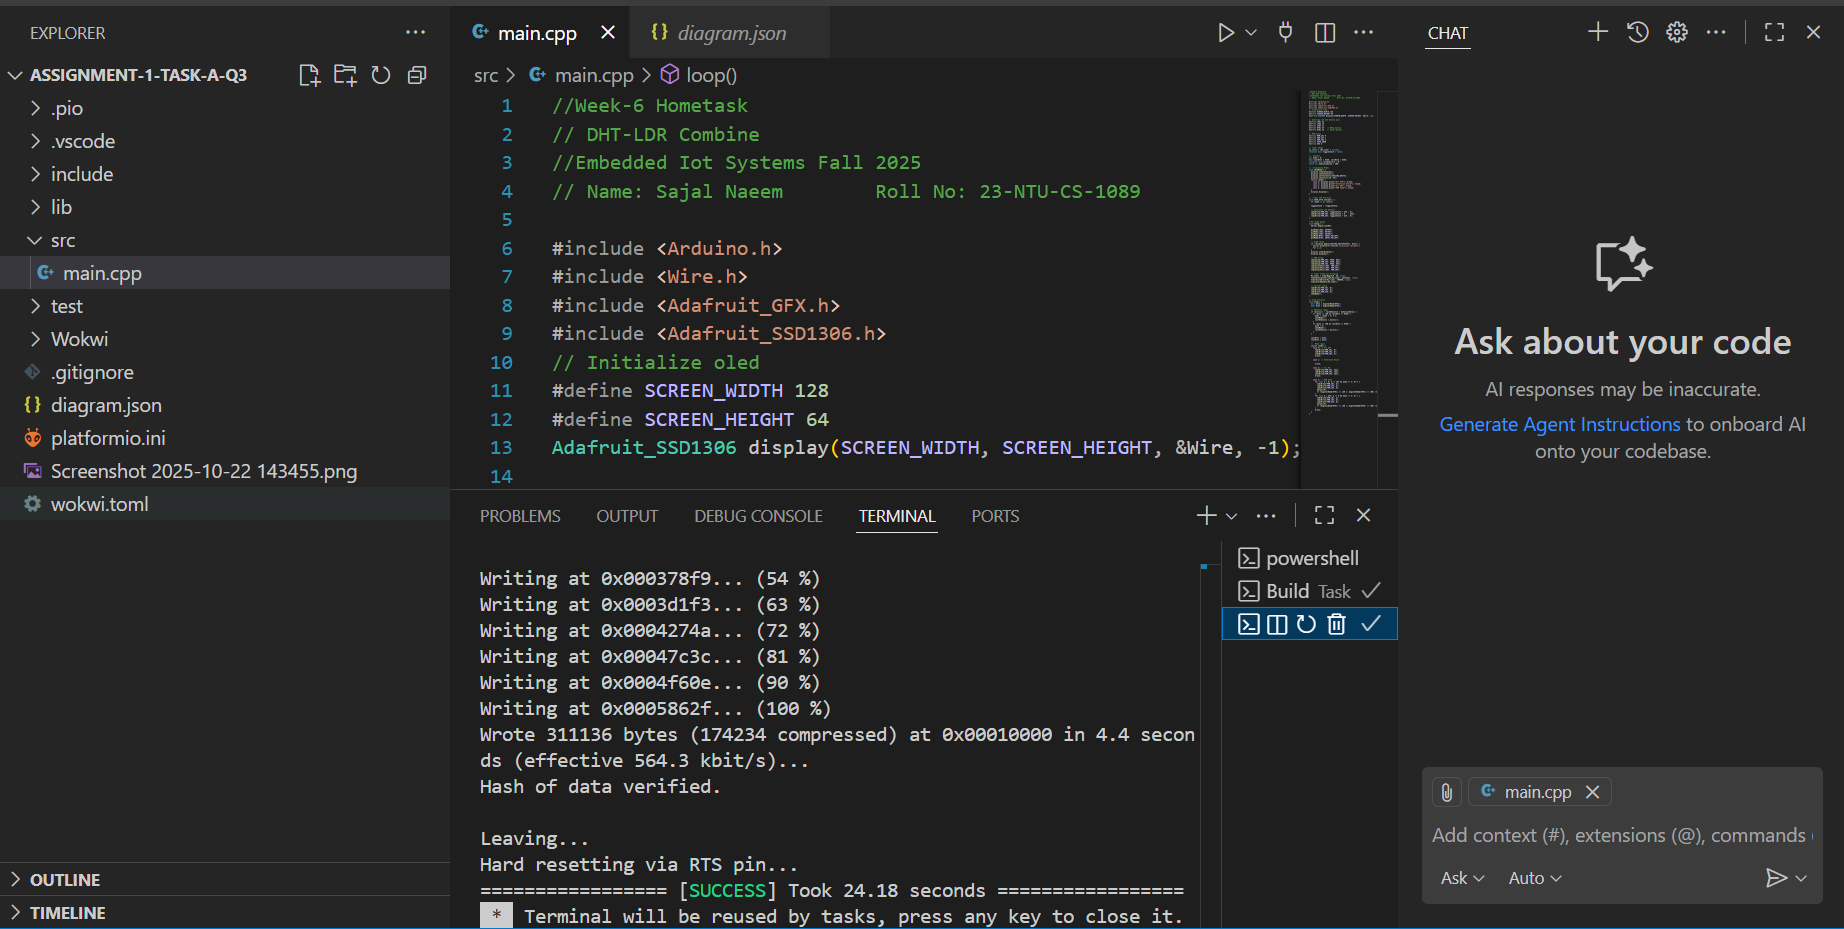 EXPLORER
ASSIGNMENT-1-TASK-A-Q3
.pio
.vscode
include
lib
src
main.cpp
test
Wokwi
.gitignore
diagram.json
platformio.ini
Screenshot 2025-10-22 143455.png
wokwi.toml
OUTLINE
TIMELINE
main.cpp
diagram.json
src > main.cpp > loop()
1 //Week-6 Hometask
2 // DHT-LDR Combine
3 //Embedded Iot Systems Fall 2025
4 // Name: Sajal Naeem        Roll No: 23-NTU-CS-1089
5
6 #include <Arduino.h>
7 #include <Wire.h>
8 #include <Adafruit_GFX.h>
9 #include <Adafruit_SSD1306.h>
10 // Initialize oled
11 #define SCREEN_WIDTH 128
12 #define SCREEN_HEIGHT 64
13 Adafruit_SSD1306 display(SCREEN_WIDTH, SCREEN_HEIGHT, &Wire, -1);
14
PROBLEMS OUTPUT DEBUG CONSOLE TERMINAL PORTS
Writing at 0x000378f9... (54 %)
Writing at 0x0003d1f3... (63 %)
Writing at 0x0004274a... (72 %)
Writing at 0x00047c3c... (81 %)
Writing at 0x0004f60e... (90 %)
Writing at 0x0005862f... (100 %)
Wrote 311136 bytes (174234 compressed) at 0x00010000 in 4.4 secon
ds (effective 564.3 kbit/s)...
Hash of data verified.

Leaving...
Hard resetting via RTS pin...
================= [SUCCESS] Took 24.18 seconds =================
* Terminal will be reused by tasks, press any key to close it.
powershell
Build Task
CHAT
Ask about your code
AI responses may be inaccurate.
Generate Agent Instructions to onboard AI
onto your codebase.
main.cpp
Add context (#), extensions (@), commands
Ask
Auto